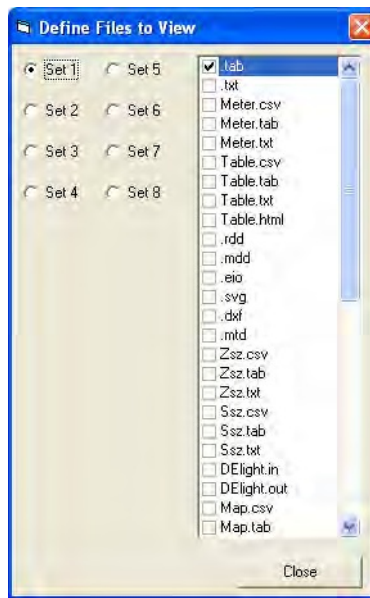 Define Files to View
Set 1 Set 5
Set 2 Set 6
Set 3 Set 7
Set 4 Set 8
.tab
.txt
Meter.csv
Meter.tab
Meter.txt
Table.csv
Table.tab
Table.txt
Table.html
.rdd
.mdd
.eio
.svg
.dxf
.mtd
Zsz.csv
Zsz.tab
Zsz.txt
Ssz.csv
Ssz.tab
Ssz.txt
DElight.in
DElight.out
Map.csv
Map.tab
Close